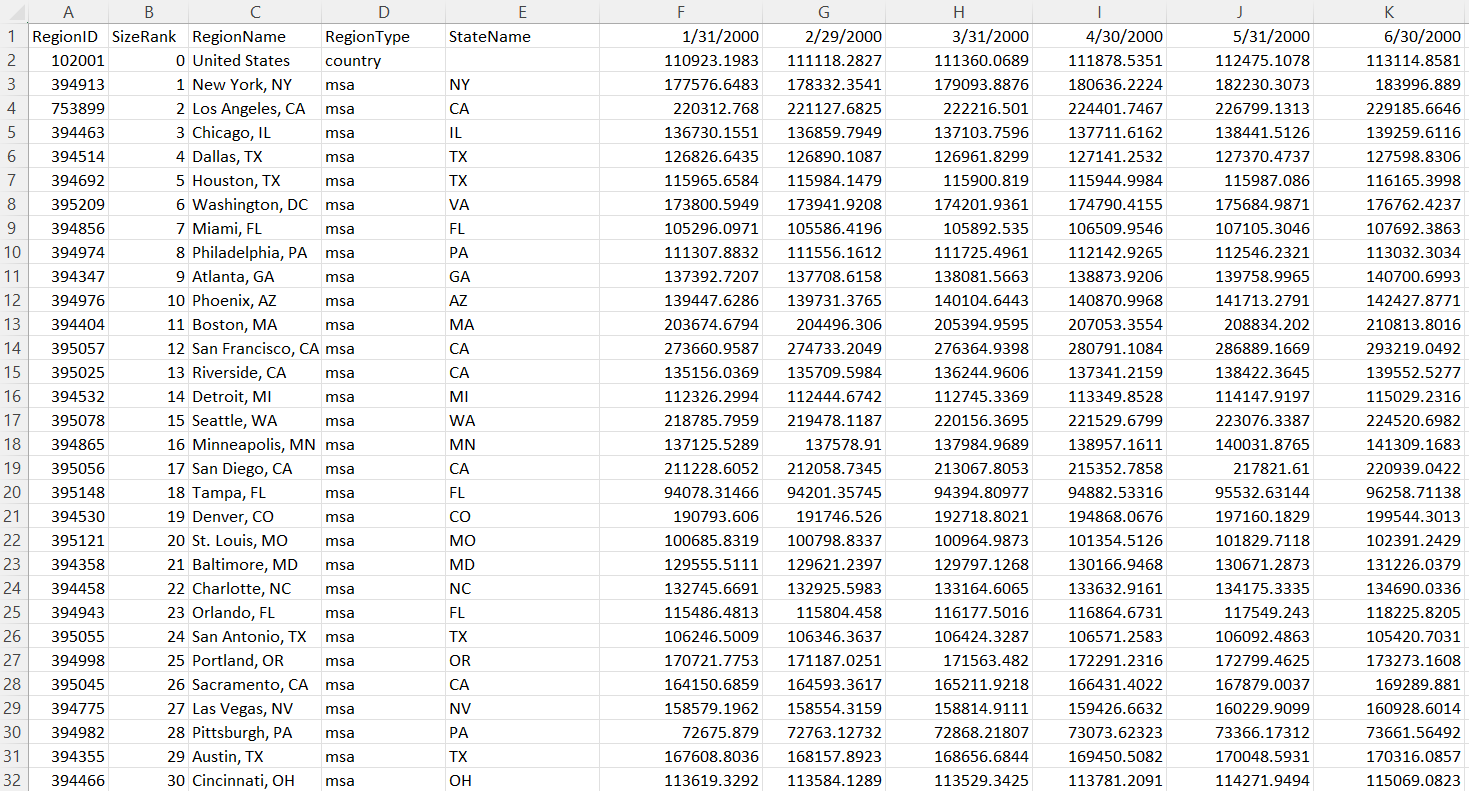 A B C D E F G H I J K
1 RegionID SizeRank RegionName RegionType StateName 1/31/2000 2/29/2000 3/31/2000 4/30/2000 5/31/2000 6/30/2000
2 102001 0 United States country 110923.1983 111118.2827 111360.0689 111878.5351 112475.1078 113114.8581
3 394913 1 New York, NY msa NY 177576.6483 178332.3541 179093.8876 180636.2224 182230.3073 183996.889
4 753899 2 Los Angeles, CA msa CA 220312.768 221127.6825 222216.501 224401.7467 226799.1313 229185.6646
5 394463 3 Chicago, IL msa IL 136730.1551 136859.7949 137103.7596 137711.6162 138441.5126 139259.6116
6 394514 4 Dallas, TX msa TX 126826.6435 126890.1087 126961.8299 127141.2532 127370.4737 127598.8306
7 394692 5 Houston, TX msa TX 115965.6584 115984.1479 115900.819 115944.9984 115987.086 116165.3998
8 395209 6 Washington, DC msa VA 173800.5949 173941.9208 174201.9361 174790.4155 175684.9871 176762.4237
9 394856 7 Miami, FL msa FL 105296.0971 105586.4196 105892.535 106509.9546 107105.3046 107692.3863
10 394974 8 Philadelphia, PA msa PA 111307.8832 111556.1612 111725.4961 112142.9265 112546.2321 113032.3034
11 394347 9 Atlanta, GA msa GA 137392.7207 137708.6158 138081.5663 138873.9206 139758.9965 140700.6993
12 394976 10 Phoenix, AZ msa AZ 139447.6286 139731.3765 140104.6443 140870.9968 141713.2791 142427.8771
13 394404 11 Boston, MA msa MA 203674.6794 204496.306 205394.9595 207053.3554 208834.202 210813.8016
14 395057 12 San Francisco, CA msa CA 273660.9587 274733.2049 276364.9398 280791.1084 286889.1669 293219.0492
15 395025 13 Riverside, CA msa CA 135156.0369 135709.5984 136244.9606 137341.2159 138422.3645 139552.5277
16 394532 14 Detroit, MI msa MI 112326.2994 112444.6742 112745.3369 113349.8528 114147.9197 115029.2316
17 395078 15 Seattle, WA msa WA 218785.7959 219478.1187 220156.3695 221529.6799 223076.3387 224520.6982
18 394865 16 Minneapolis, MN msa MN 137125.5289 137578.91 137984.9689 138957.1611 140031.8765 141309.1683
19 395056 17 San Diego, CA msa CA 211228.6052 212058.7345 213067.8053 215352.7858 217821.61 220939.0422
20 395148 18 Tampa, FL msa FL 94078.31466 94201.35745 94394.80977 94882.53316 95532.63144 96258.71138
21 394530 19 Denver, CO msa CO 190793.606 191746.526 192718.8021 194868.0676 197160.1829 199544.3013
22 395121 20 St. Louis, MO msa MO 100685.8319 100798.8337 100964.9873 101354.5126 101829.7118 102391.2429
23 394358 21 Baltimore, MD msa MD 129555.5111 129621.2397 129797.1268 130166.9468 130671.2873 131226.0379
24 394458 22 Charlotte, NC msa NC 132745.6691 132925.5983 133164.6065 133632.9161 134175.3335 134690.0336
25 394943 23 Orlando, FL msa FL 115486.4813 115804.458 116177.5016 116864.6731 117549.243 118225.8205
26 395055 24 San Antonio, TX msa TX 106246.5009 106346.3637 106424.3287 106571.2583 106092.4863 105420.7031
27 394998 25 Portland, OR msa OR 170721.7753 171187.0251 171563.482 172291.2316 172799.4625 173273.1608
28 395045 26 Sacramento, CA msa CA 164150.6859 164593.3617 165211.9218 166431.4022 167879.0037 169289.881
29 394775 27 Las Vegas, NV msa NV 158579.1962 158554.3159 158814.9111 159426.6632 160229.9099 160928.6014
30 394982 28 Pittsburgh, PA msa PA 72675.879 72763.12732 72868.21807 73073.62323 73366.17312 73661.56492
31 394355 29 Austin, TX msa TX 167608.8036 168157.8923 168656.6844 169450.5082 170048.5931 170316.0857
32 394466 30 Cincinnati, OH msa OH 113619.3292 113584.1289 113529.3425 113781.2091 114271.9494 115069.0823